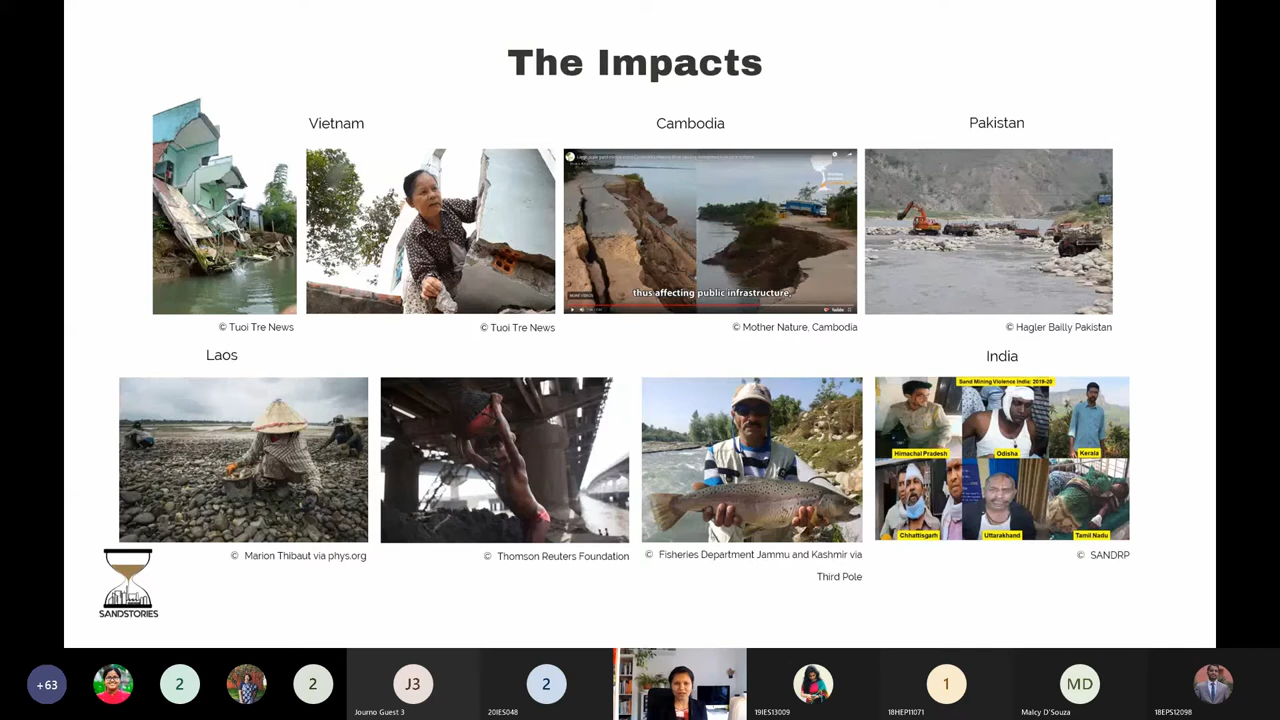 The Impacts
Vietnam
Cambodia
Pakistan
thus affecting public infrastructure,
© Tuoi Tre News
© Tuoi Tre News
© Mother Nature, Cambodia
© Hagler Bailly Pakistan
Laos
India
Sand Mining Violence India: 2019-20
Himachal Pradesh
Odisha
Kerala
Chhattisgarh
Uttarakhand
Tamil Nadu
© Marion Thibaut via phys.org
© Thomson Reuters Foundation
© Fisheries Department Jammu and Kashmir via
Third Pole
© SANDRP
SANDSTORIES
+63
2
2
J3
Journo Guest 3
2
20IES048
19IES13009
1
18HEP11071
MD
Malcy D'Souza
18EPS12098